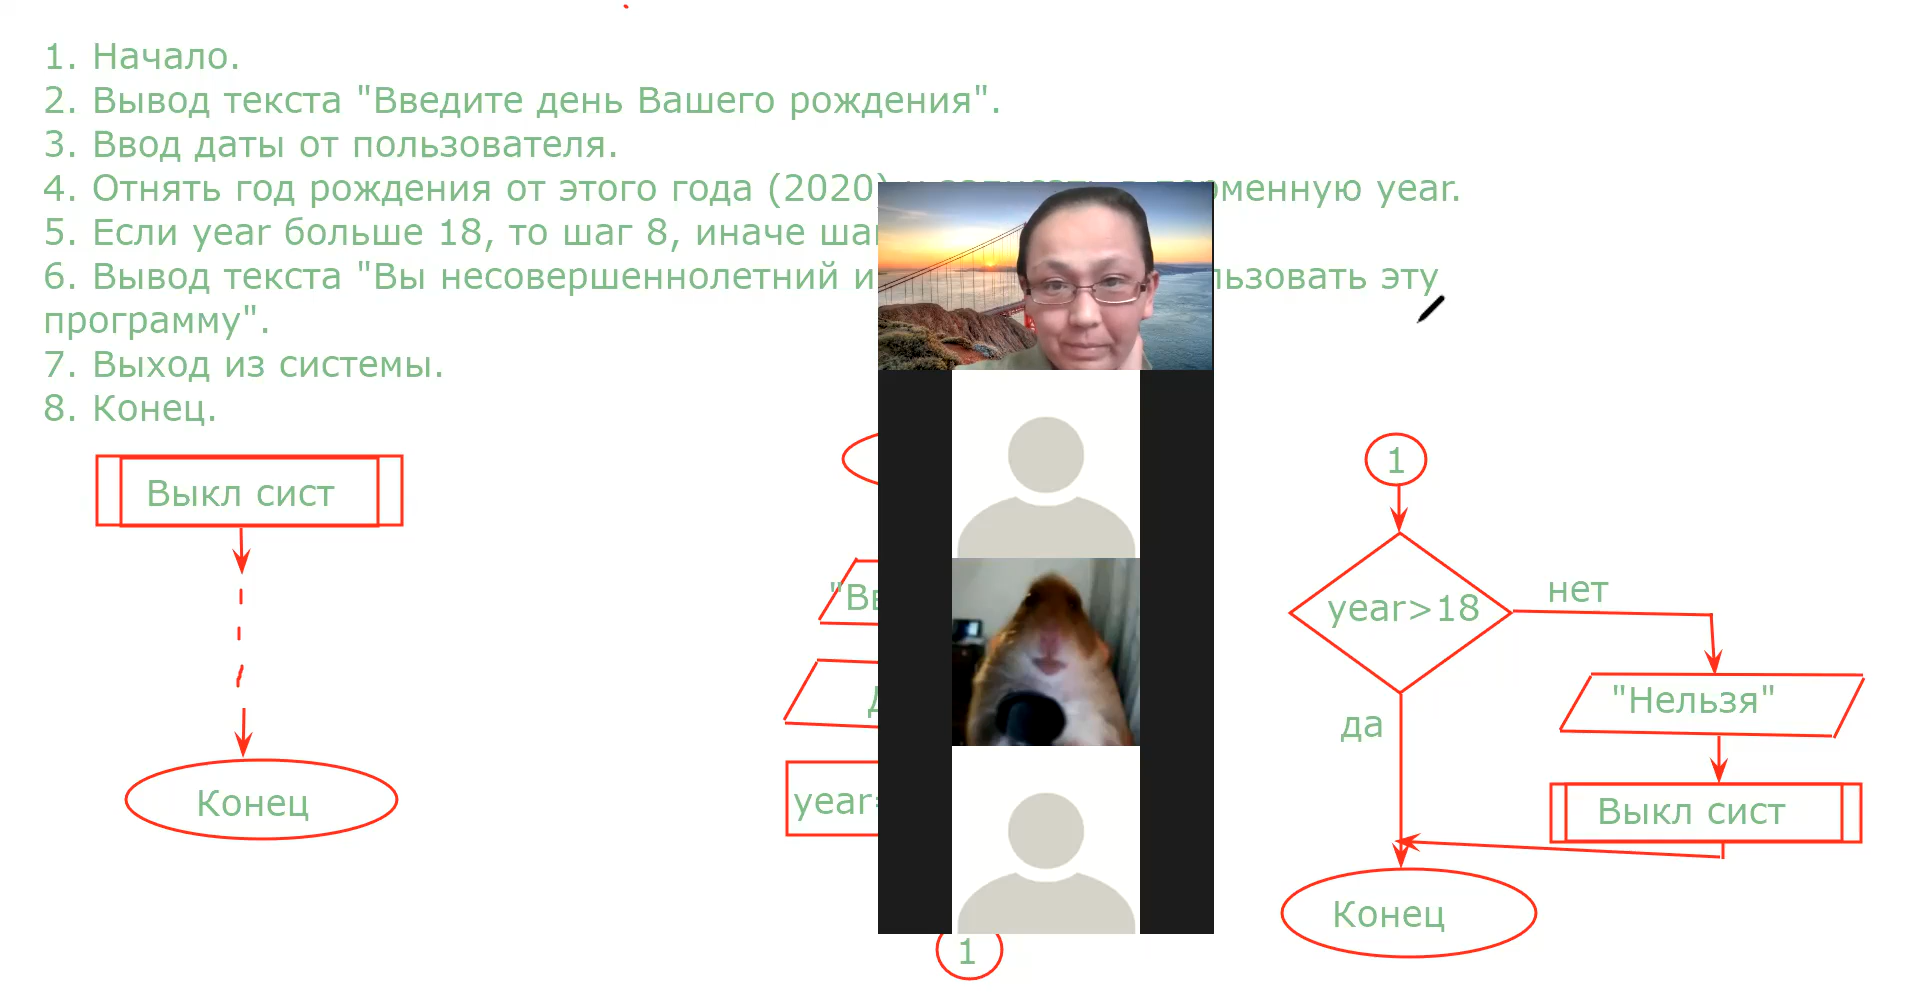 1. Начало.
2. Вывод текста "Введите день Вашего рождения".
3. Ввод даты от пользователя.
4. Отнять год рождения от этого года (2020) year.
5. Если year больше 18, то шаг 8, иначе
6. Вывод текста "Вы несовершеннолетний эту
программу".
7. Выход из системы.
8. Конец.
Выкл сист
Конец
year
1
1
year>18
нет
да
"Нельзя"
Выкл сист
Конец